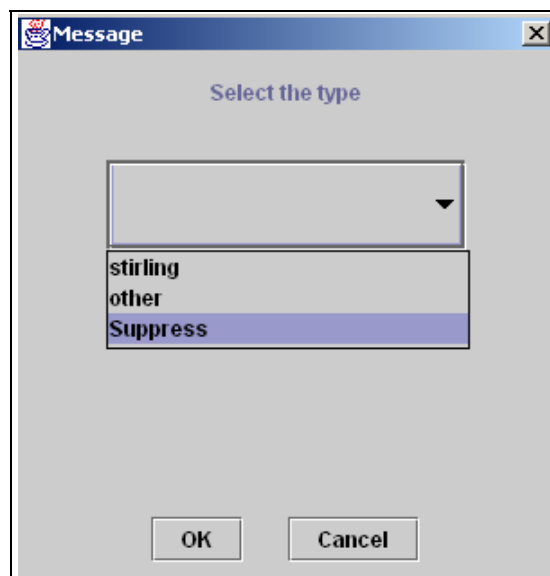 Message
Select the type
stirling
other
Suppress
OK Cancel